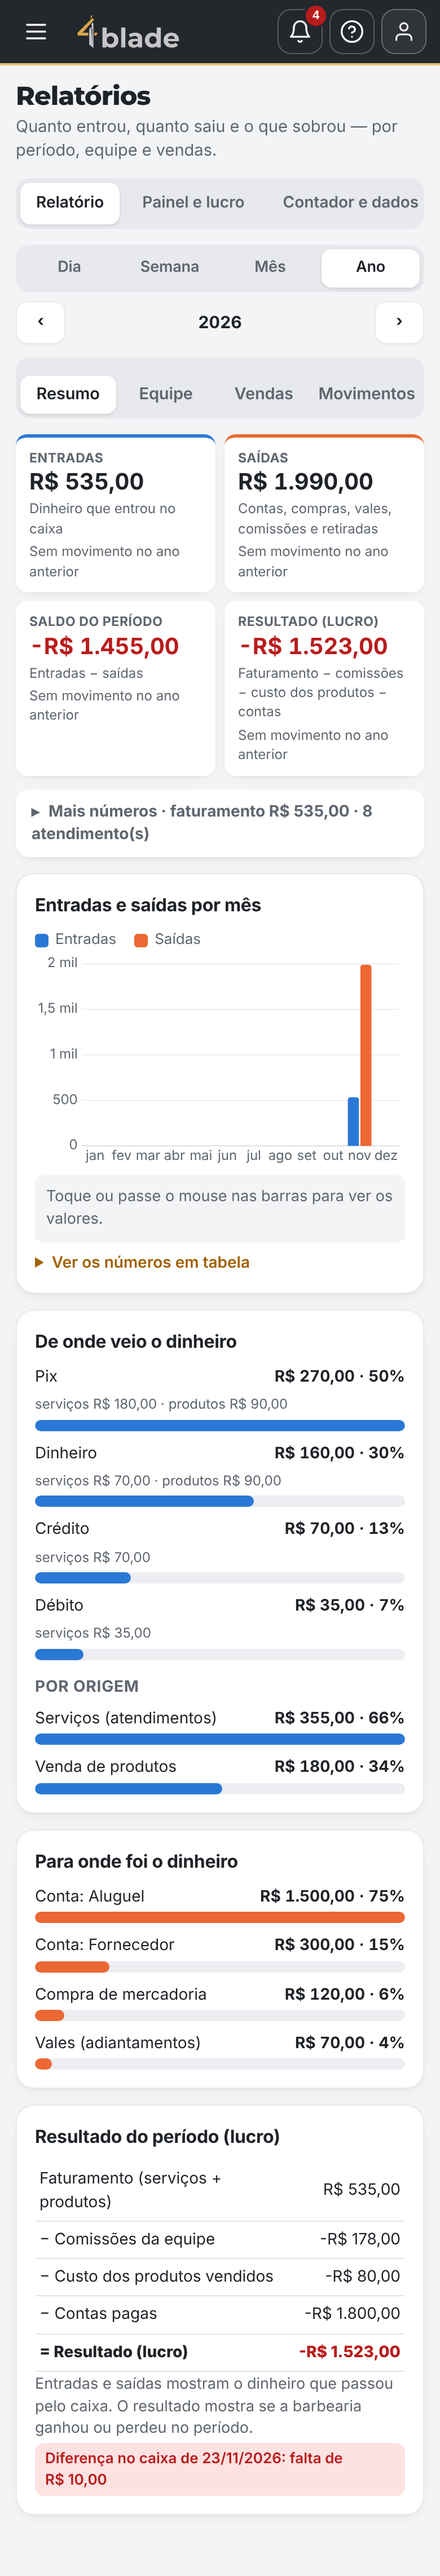 4blade
4
Relatórios
Quanto entrou, quanto saiu e o que sobrou — por
período, equipe e vendas.
Relatório Painel e lucro Contador e dados
Dia Semana Mês Ano
‹ 2026 ›
Resumo Equipe Vendas Movimentos
ENTRADAS
R$ 535,00
Dinheiro que entrou no
caixa
Sem movimento no ano
anterior
SAÍDAS
R$ 1.990,00
Contas, compras, vales,
comissões e retiradas
Sem movimento no ano
anterior
SALDO DO PERÍODO
-R$ 1.455,00
Entradas − saídas
Sem movimento no ano
anterior
RESULTADO (LUCRO)
-R$ 1.523,00
Faturamento − comissões
− custo dos produtos −
contas
Sem movimento no ano
anterior
▸ Mais números · faturamento R$ 535,00 · 8
atendimento(s)
Entradas e saídas por mês
Entradas Saídas
2 mil
1,5 mil
1 mil
500
0
jan fev mar abr mai jun jul ago set out nov dez
Toque ou passe o mouse nas barras para ver os
valores.
▸ Ver os números em tabela
De onde veio o dinheiro
Pix R$ 270,00 · 50%
serviços R$ 180,00 · produtos R$ 90,00
Dinheiro R$ 160,00 · 30%
serviços R$ 70,00 · produtos R$ 90,00
Crédito R$ 70,00 · 13%
serviços R$ 70,00
Débito R$ 35,00 · 7%
serviços R$ 35,00
POR ORIGEM
Serviços (atendimentos) R$ 355,00 · 66%
Venda de produtos R$ 180,00 · 34%
Para onde foi o dinheiro
Conta: Aluguel R$ 1.500,00 · 75%
Conta: Fornecedor R$ 300,00 · 15%
Compra de mercadoria R$ 120,00 · 6%
Vales (adiantamentos) R$ 70,00 · 4%
Resultado do período (lucro)
Faturamento (serviços +
produtos) R$ 535,00
− Comissões da equipe -R$ 178,00
− Custo dos produtos vendidos -R$ 80,00
− Contas pagas -R$ 1.800,00
= Resultado (lucro) -R$ 1.523,00
Entradas e saídas mostram o dinheiro que passou
pelo caixa. O resultado mostra se a barbearia
ganhou ou perdeu no período.
Diferença no caixa de 23/11/2026: falta de
R$ 10,00